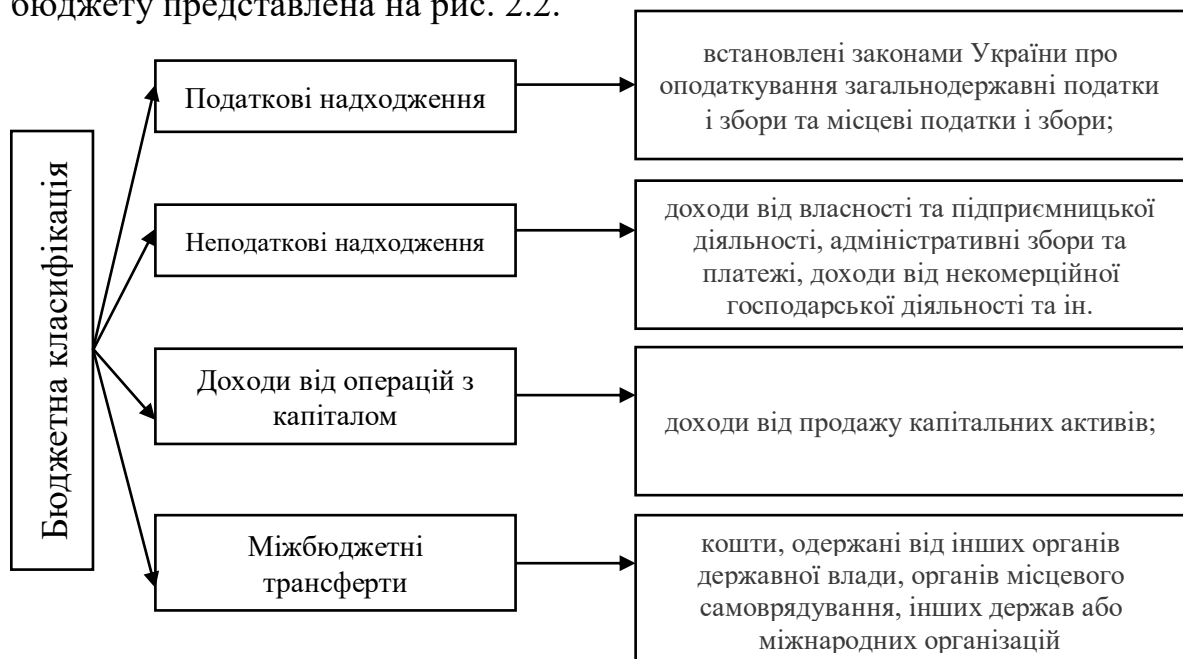 бюджету представлена на рис. 2.2.
Бюджетна класифікація
Податкові надходження
встановлені законами України про
оподаткування загальнодержавні податки
і збори та місцеві податки і збори;
Неподаткові надходження
доходи від власності та підприємницької
діяльності, адміністративні збори та
платежі, доходи від некомерційної
господарської діяльності та ін.
Доходи від операцій з
капіталом
доходи від продажу капітальних активів;
Міжбюджетні
трансферти
кошти, одержані від інших органів
державної влади, органів місцевого
самоврядування, інших держав або
міжнародних організацій